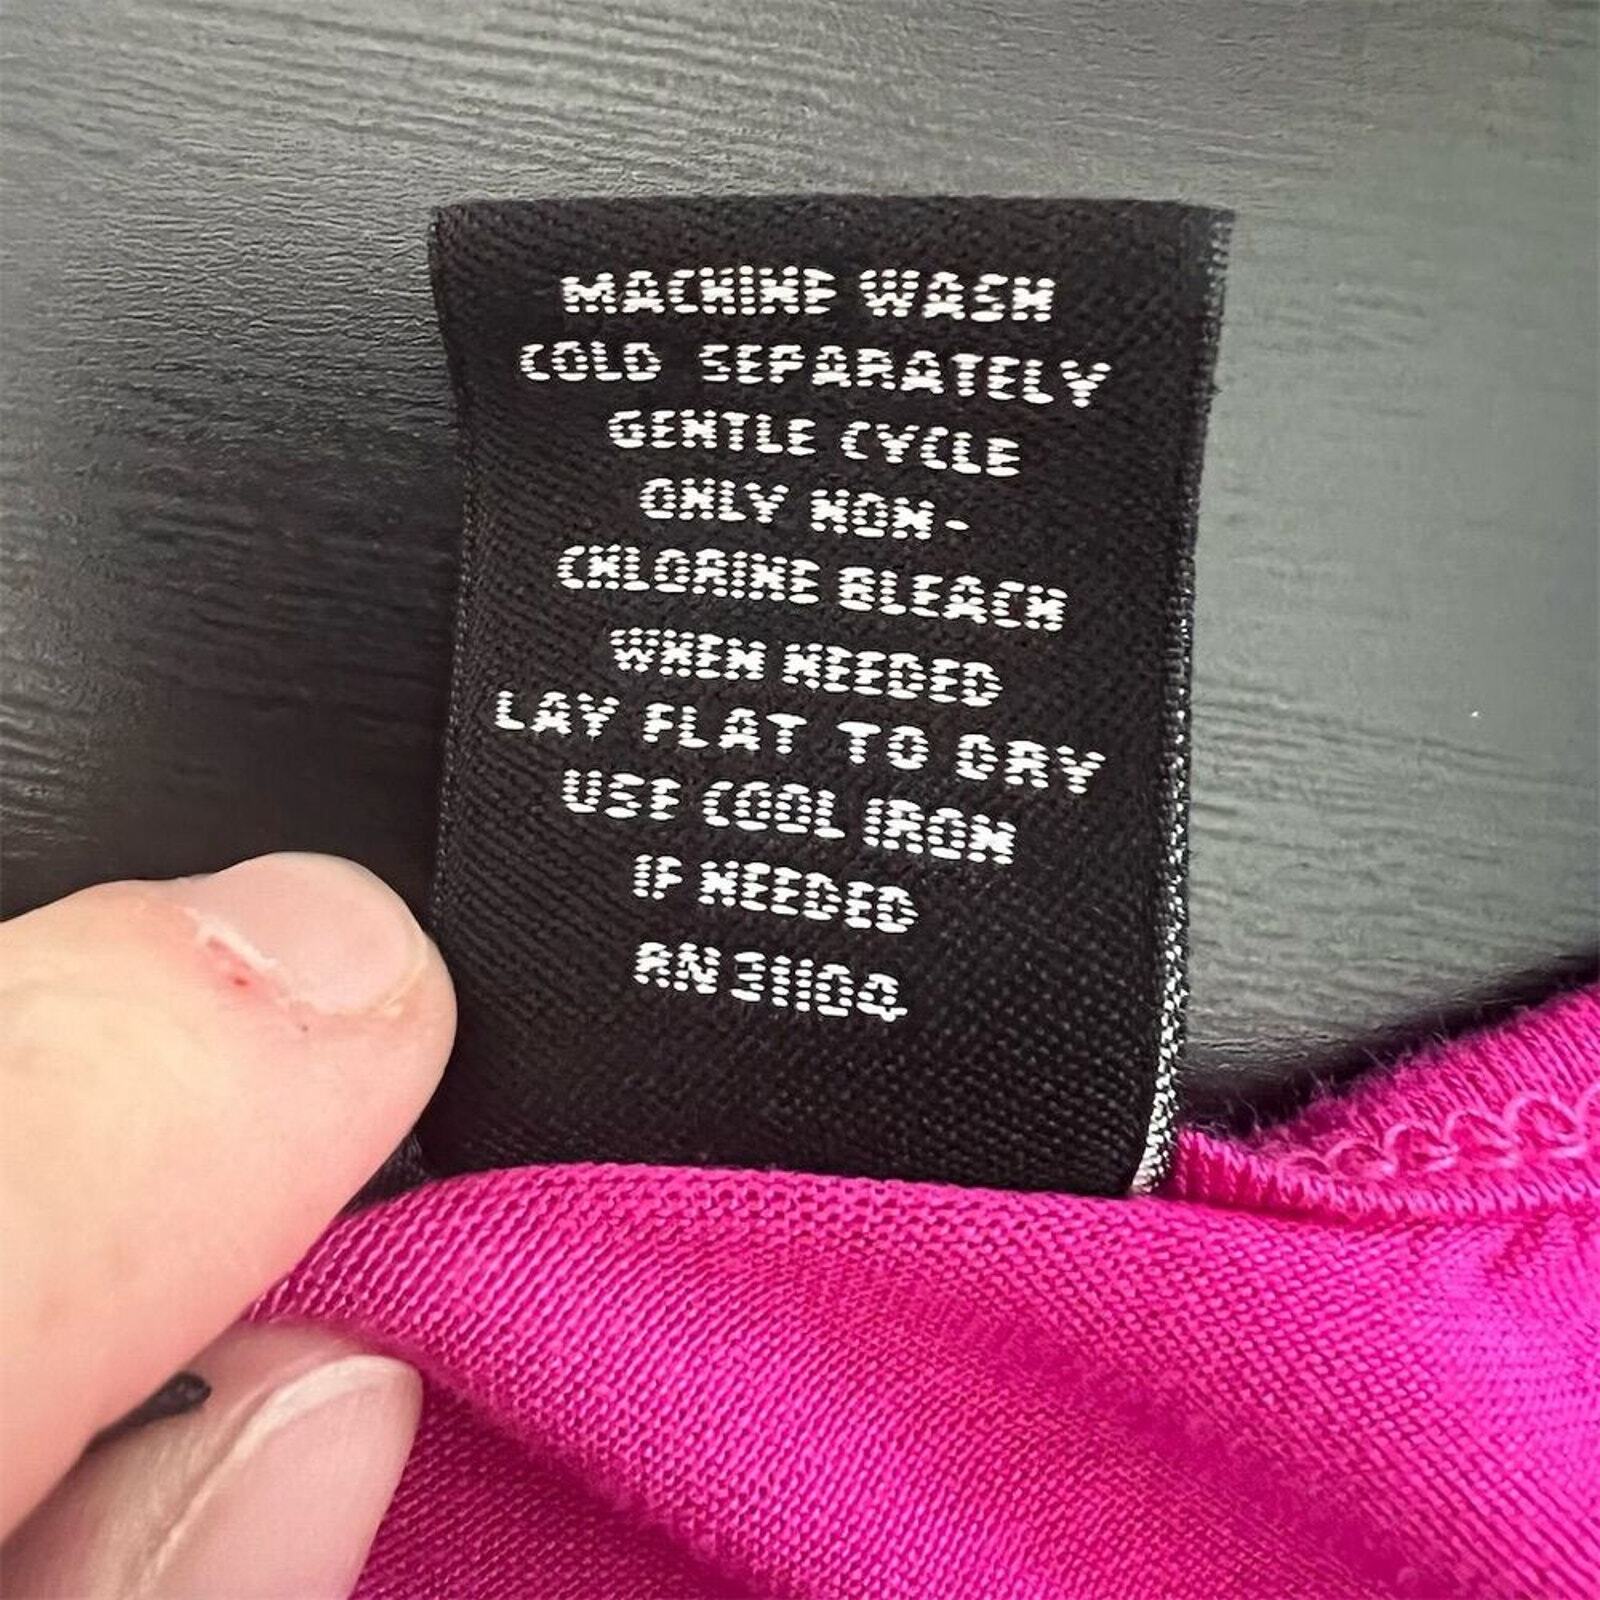 MACHINE WASH
COLD SEPARATELY
GENTLE CYCLE
ONLY NON-
CHLORINE BLEACH
WHEN NEEDED
LAY FLAT TO DRY
USE COOL IRON
IF NEEDED
RN 31104